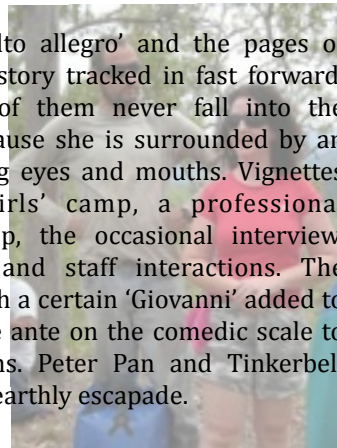 lto allegro’ and the pages o
story tracked in fast forward
of them never fall into the
ause she is surrounded by an
g eyes and mouths. Vignettes
irls’ camp, a professiona
p, the occasional interview
and staff interactions. The
h a certain ‘Giovanni’ added to
e ante on the comedic scale to
ns. Peter Pan and Tinkerbel
earthly escapade.